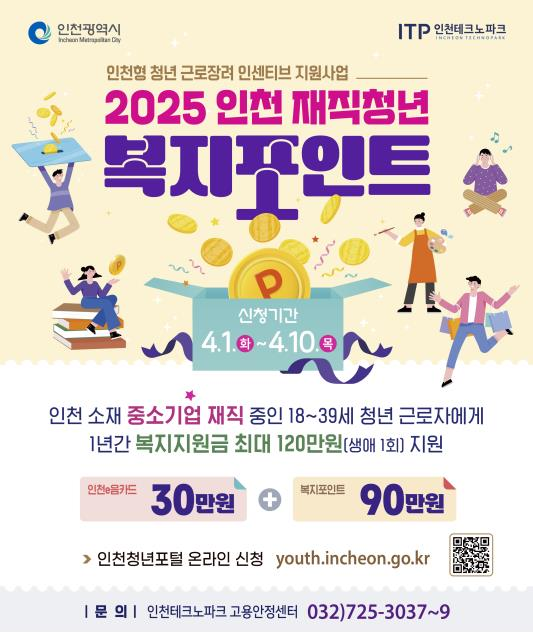 인천광역시
Incheon Metropolitan City
ITP 인천테크노파크
INCHEON TECHNOPARK
인천형 청년 근로장려 인센티브 지원사업
2025 인천 재직청년
복지포인트
P
P
신청기간
4.1.화~4.10.목
인천 소재 중소기업 재직 중인 18~39세 청년 근로자에게
1년간 복지지원금 최대 120만원(생애 1회) 지원
인천e음카드 30만원 + 복지포인트 90만원
> 인천청년포털 온라인 신청 youth.incheon.go.kr
| 문 의 | 인천테크노파크 고용안정센터 032)725-3037~9